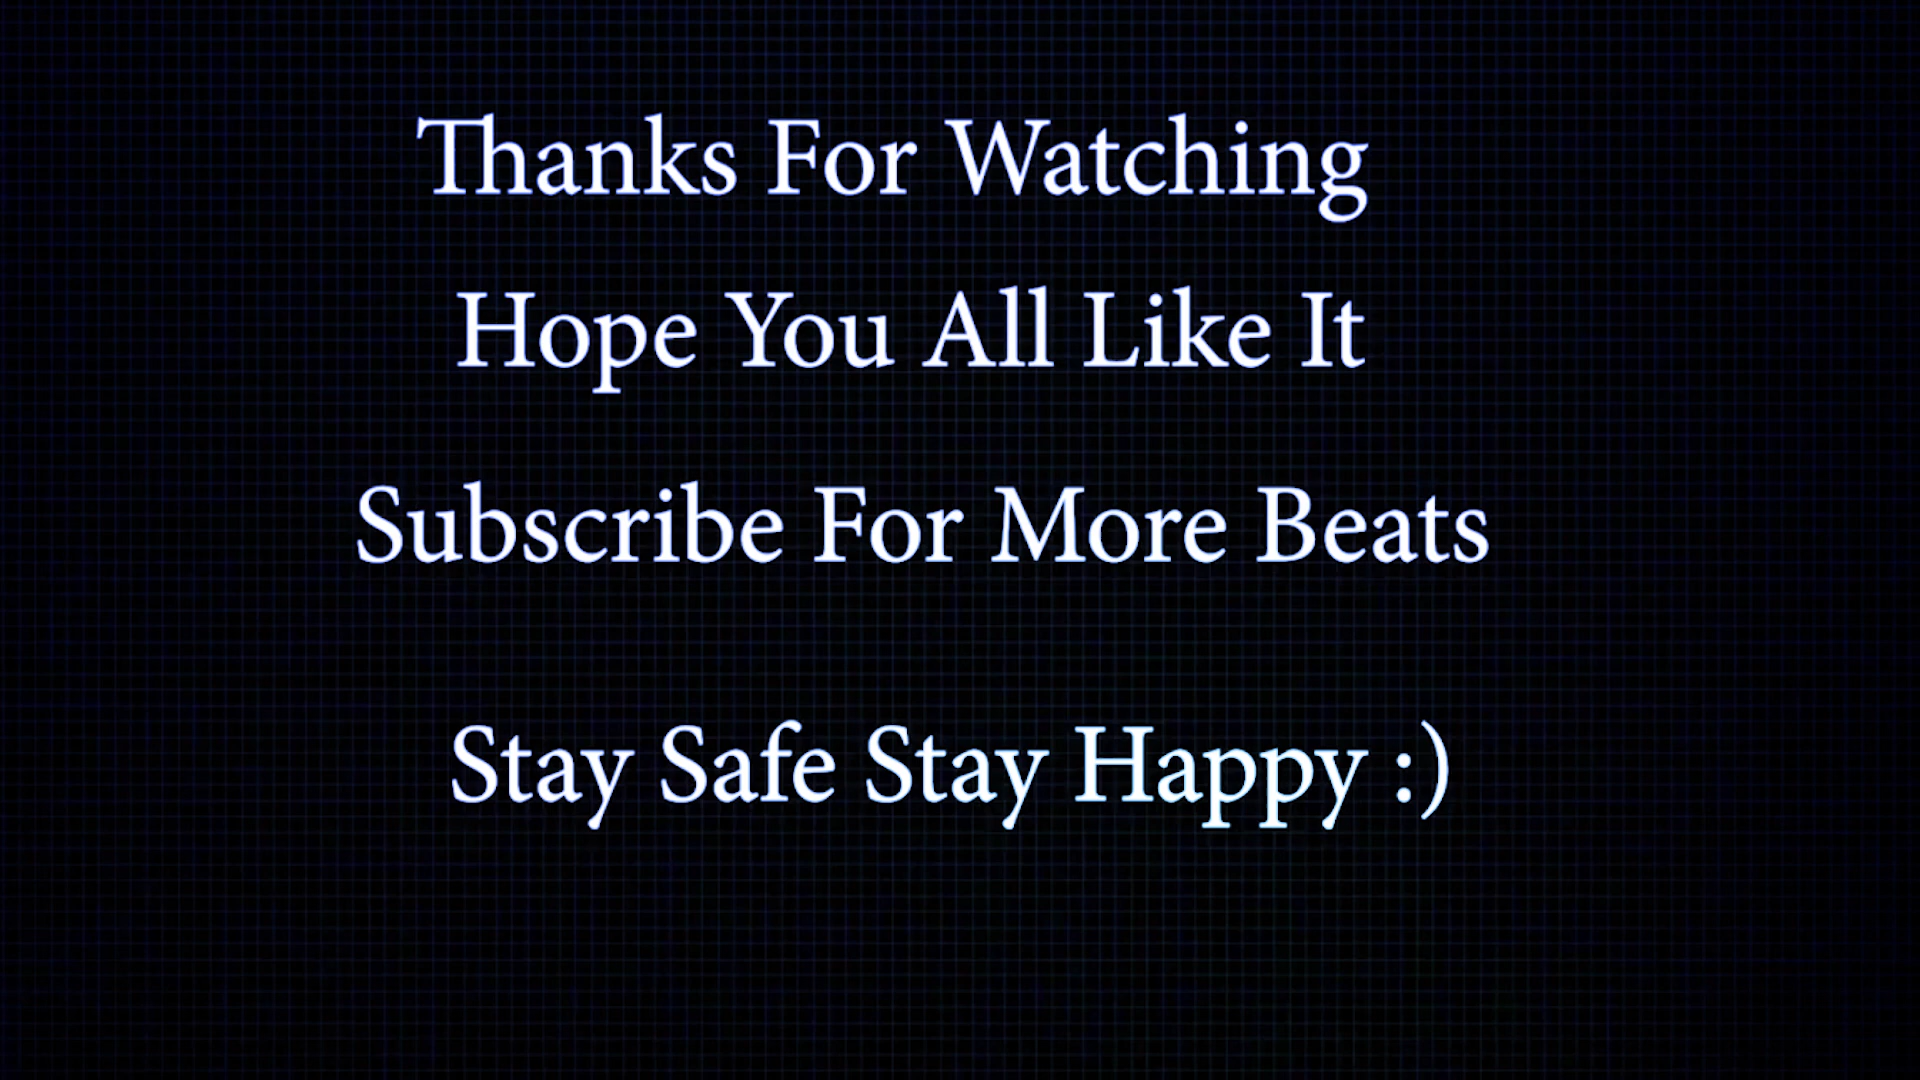 Thanks For Watching
Hope You All Like It
Subscribe For More Beats
Stay Safe Stay Happy :)